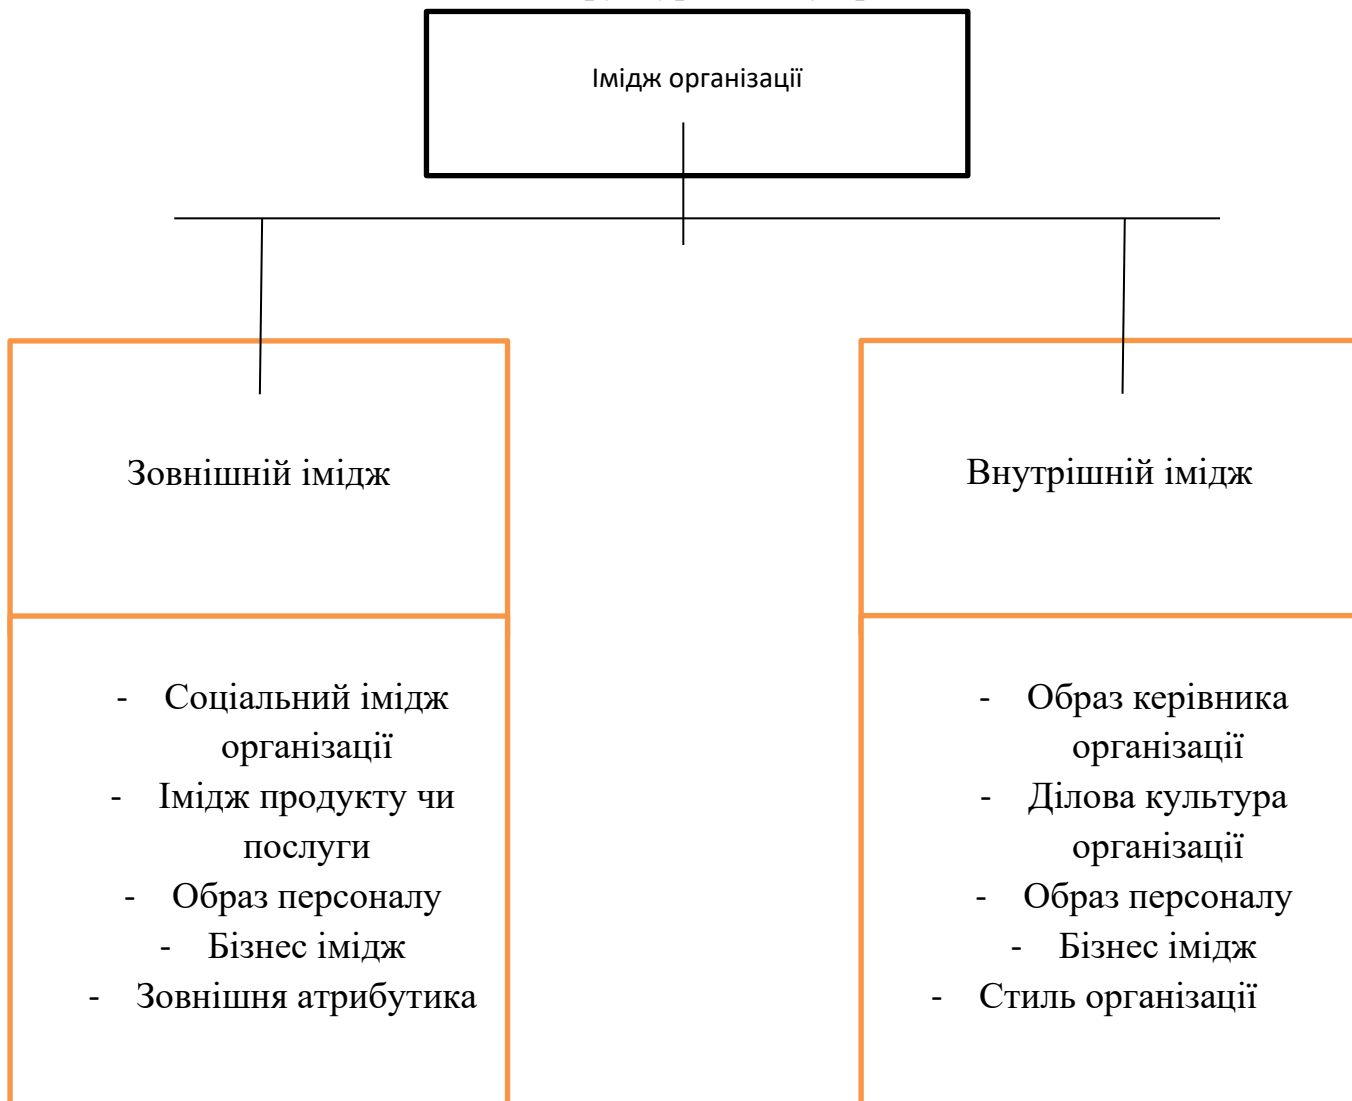 Імідж організації
Зовнішній імідж
- Соціальний імідж
організації
- Імідж продукту чи
послуги
- Образ персоналу
- Бізнес імідж
- Зовнішня атрибутика
Внутрішній імідж
- Образ керівника
організації
- Ділова культура
організації
- Образ персоналу
- Бізнес імідж
- Стиль організації